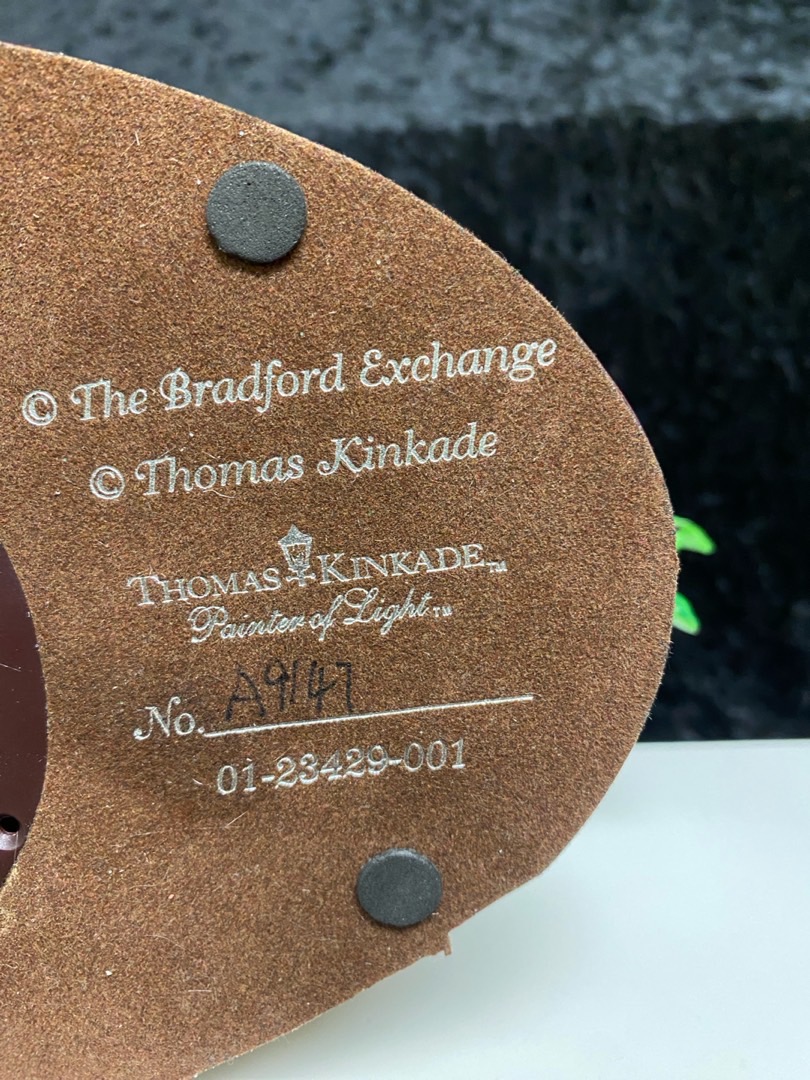 © The Bradford Exchange
© Thomas Kinkade
THOMAS KINKADE™
Painter of Light™
No. A9147
01-23429-001